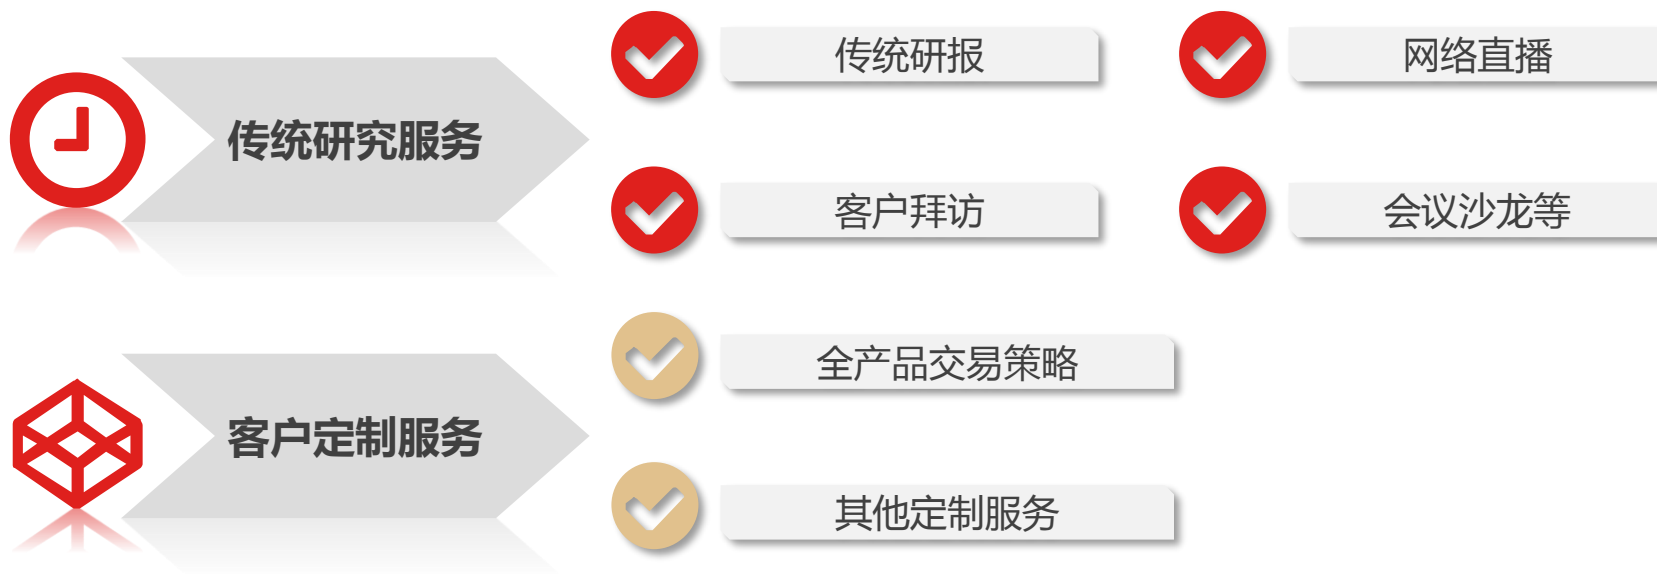 传统研究服务
传统研报
网络直播
客户拜访
会议沙龙等
客户定制服务
全产品交易策略
其他定制服务